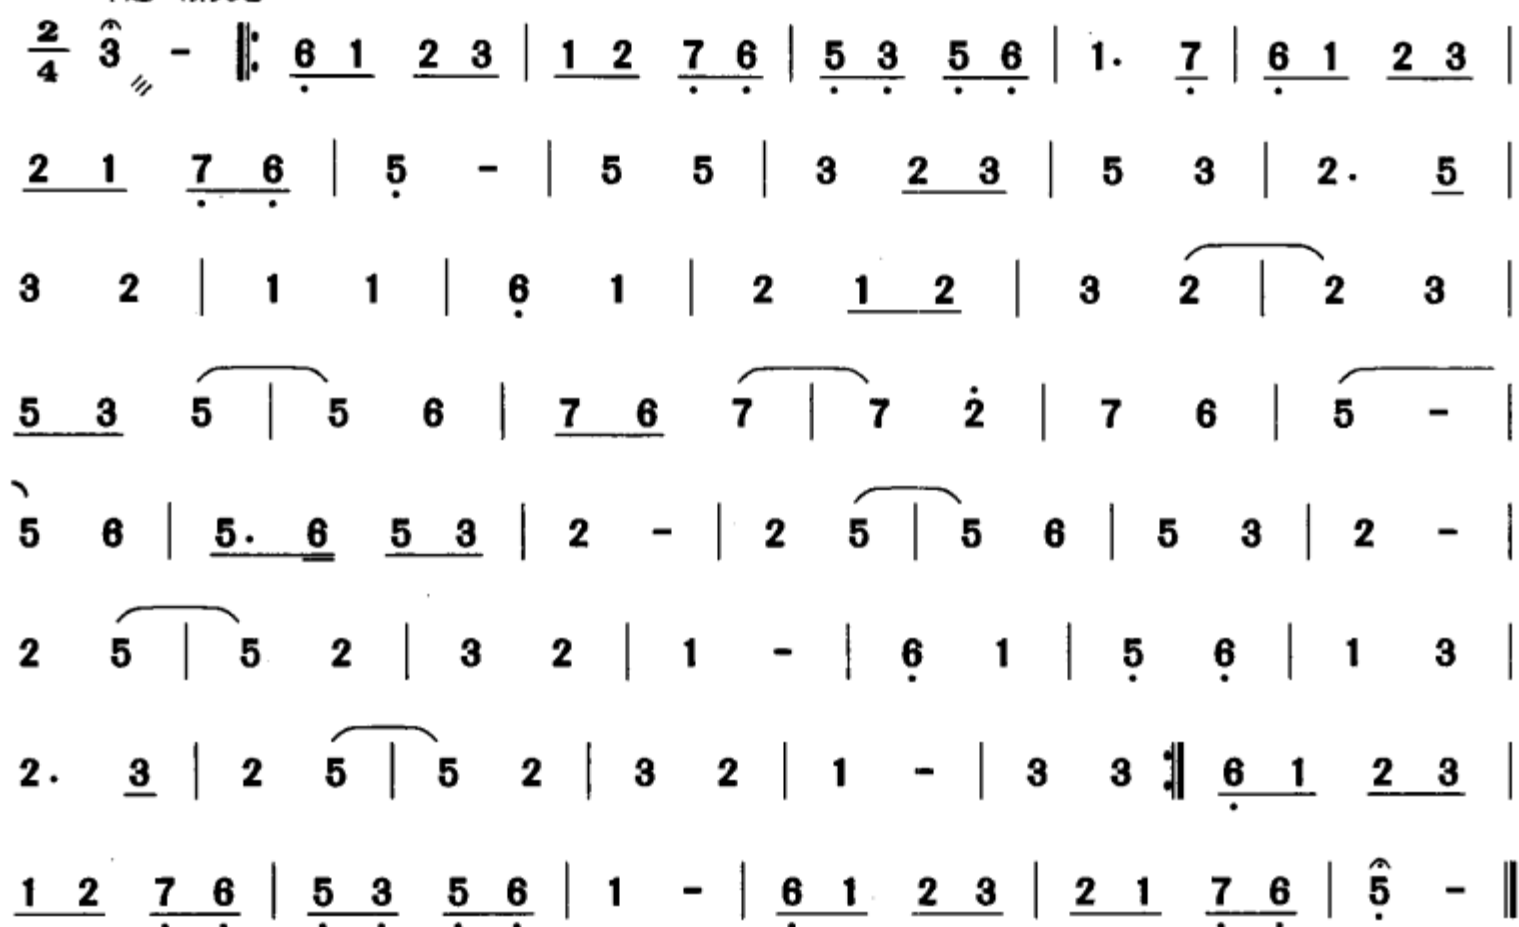 2/4 3 - ‖: 6̣ 1 2 3 | 1 2 7̣ 6̣ | 5̣ 3̣ 5̣ 6̣ | 1. 7̣ | 6̣ 1 2 3 |
2 1 7̣ 6̣ | 5̣ - | 5 5 | 3 2 3 | 5 3 | 2. 5 |
3 2 | 1 1 | 6̣ 1 | 2 1 2 | 3 2 | 2 3 |
5 3 5 | 5 6 | 7 6 7 | 7 2̇ | 7 6 | 5 - |
5 6 | 5. 6 5 3 | 2 - | 2 5 | 5 6 | 5 3 | 2 - |
2 5 | 5 2 | 3 2 | 1 - | 6̣ 1 | 5̣ 6̣ | 1 3 |
2. 3 | 2 5 | 5 2 | 3 2 | 1 - | 3 3 :‖ 6̣ 1 2 3 |
1 2 7̣ 6̣ | 5̣ 3̣ 5̣ 6̣ | 1 - | 6̣ 1 2 3 | 2 1 7̣ 6̣ | 5̣ - ‖